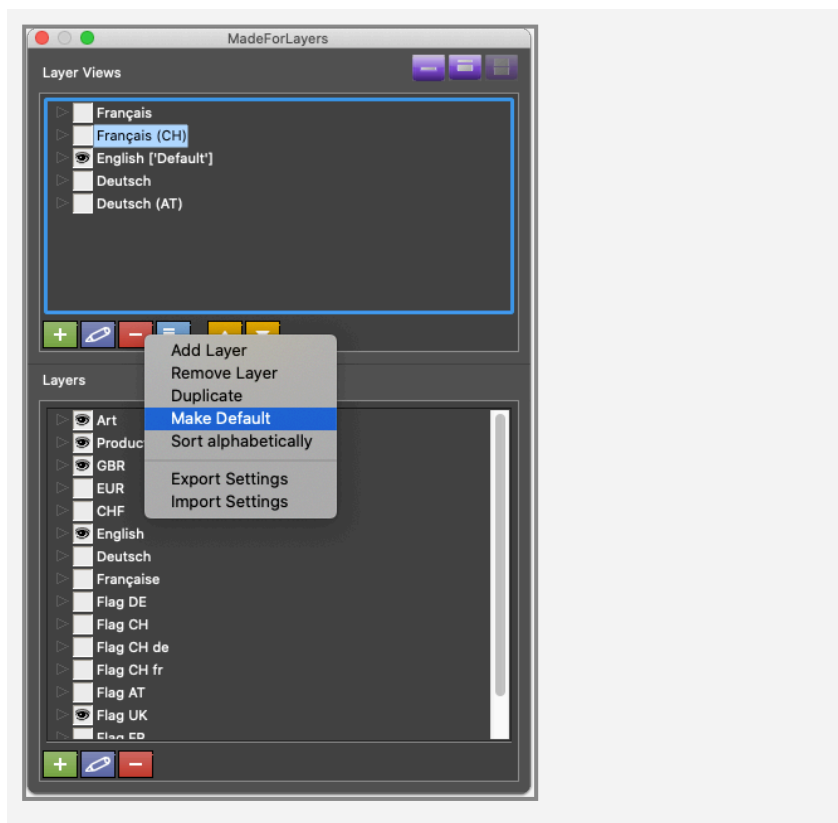 MadeForLayers
Layer Views
Français
Français (CH)
English ['Default']
Deutsch
Deutsch (AT)
Add Layer
Remove Layer
Duplicate
Make Default
Sort alphabetically
Export Settings
Import Settings
Layers
Art
GBR
EUR
CHF
English
Deutsch
Française
Flag DE
Flag CH
Flag CH de
Flag CH fr
Flag AT
Flag UK